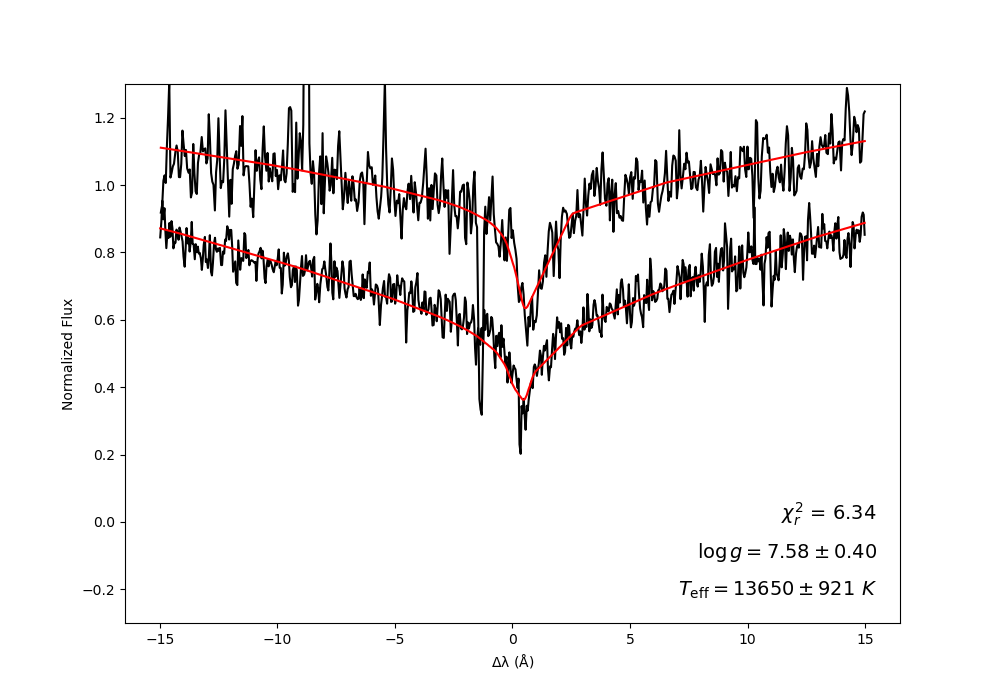 1.2
1.0
0.8
0.6
0.4
0.2
0.0
−0.2
Normalized Flux
χ²ᵣ = 6.34
log g = 7.58 ± 0.40
T_eff = 13650 ± 921 K
−15 −10 −5 0 5 10 15
Δλ (Å)